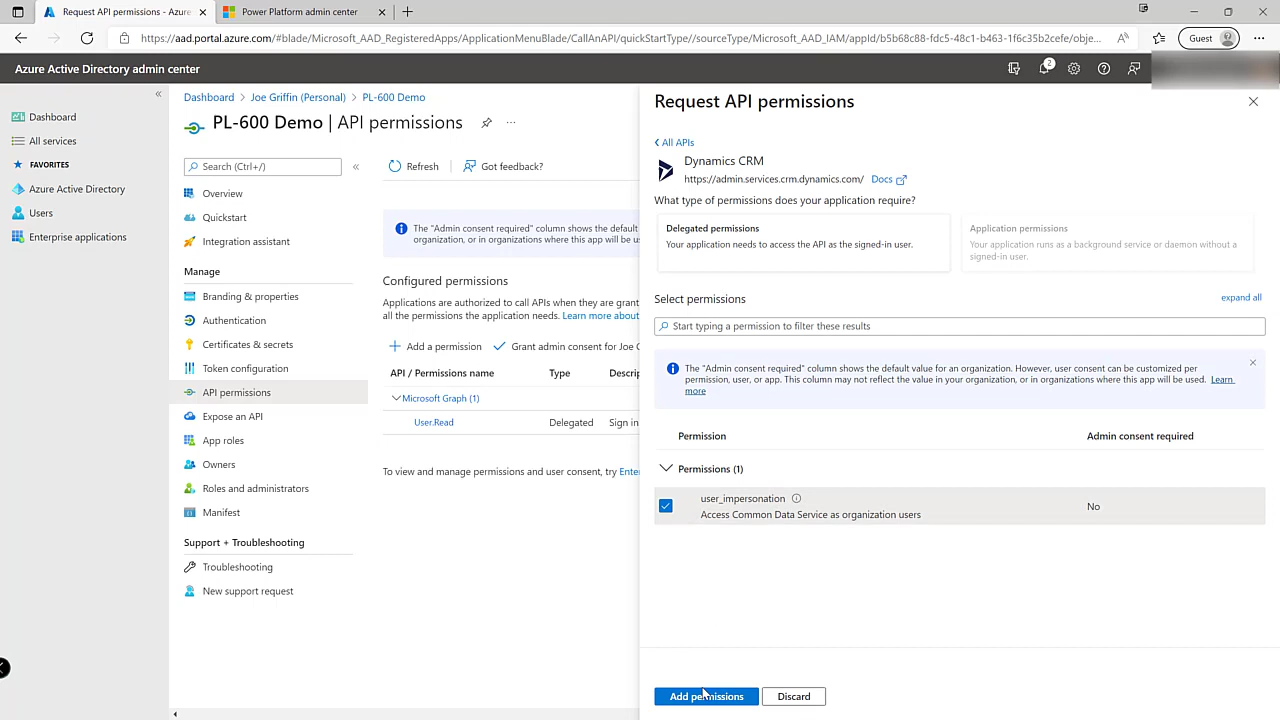 Request API permissions - Azure
Power Platform admin center
https://aad.portal.azure.com/#blade/Microsoft_AAD_RegisteredApps/ApplicationMenuBlade/CallAnAPI/quickStartType//sourceType/Microsoft_AAD_IAM/appId/b5b68c88-fdc5-48c1-b463-1f6c35b2cefe/obje...
Guest
Azure Active Directory admin center
2
Dashboard
All services
FAVORITES
Azure Active Directory
Users
Enterprise applications
Dashboard > Joe Griffin (Personal) > PL-600 Demo
PL-600 Demo | API permissions
Search (Ctrl+/)
Overview
Quickstart
Integration assistant
Manage
Branding & properties
Authentication
Certificates & secrets
Token configuration
API permissions
Expose an API
App roles
Owners
Roles and administrators
Manifest
Support + Troubleshooting
Troubleshooting
New support request
Refresh
Got feedback?
The "Admin consent required" column shows the default
organization, or in organizations where this app will be us
Configured permissions
Applications are authorized to call APIs when they are grant
all the permissions the application needs. Learn more about
Add a permission
Grant admin consent for Joe G
API / Permissions name
Type
Descrip
Microsoft Graph (1)
User.Read
Delegated
Sign in
To view and manage permissions and user consent, try Enter
Request API permissions
All APIs
Dynamics CRM
https://admin.services.crm.dynamics.com/ Docs
What type of permissions does your application require?
Delegated permissions
Your application needs to access the API as the signed-in user.
Application permissions
Your application runs as a background service or daemon without a
signed-in user.
Select permissions
expand all
Start typing a permission to filter these results
The "Admin consent required" column shows the default value for an organization. However, user consent can be customized per
permission, user, or app. This column may not reflect the value in your organization, or in organizations where this app will be used. Learn
more
Permission
Admin consent required
Permissions (1)
user_impersonation
Access Common Data Service as organization users
No
Add permissions
Discard